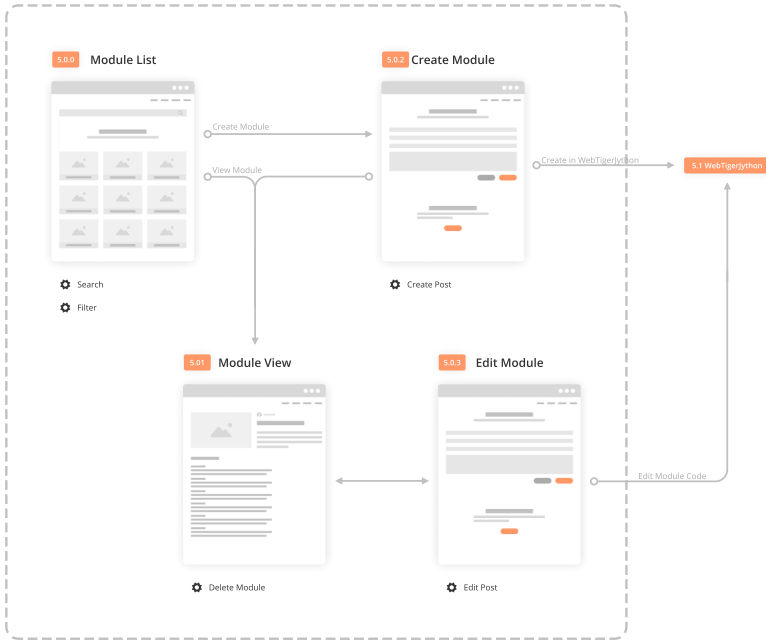 5.0.0 Module List
5.0.2 Create Module
Create Module
View Module
Create in WebTigerJython
5.1 WebTigerJython
Search
Filter
Create Post
5.01 Module View
5.0.3 Edit Module
Edit Module Code
Delete Module
Edit Post